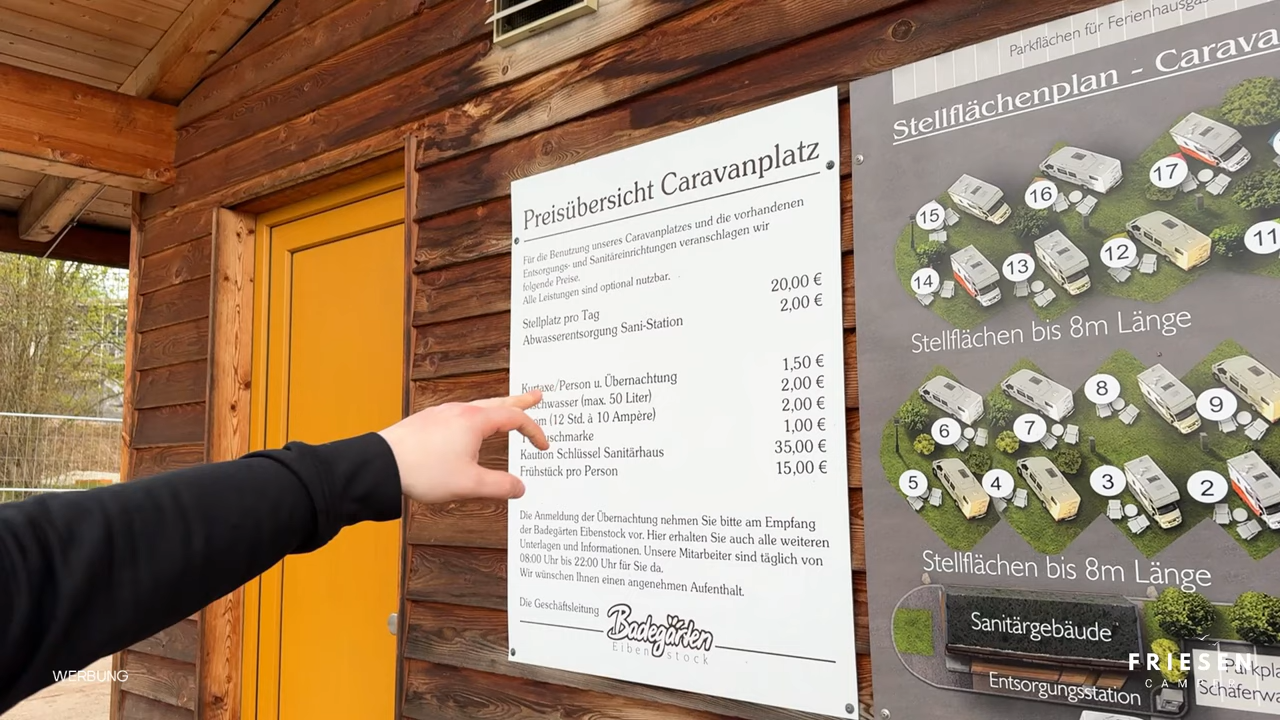 Preisübersicht Caravanplatz
Für die Benutzung unseres Caravanplatzes und die vorhandenen
Entsorgungs- und Sanitäreinrichtungen veranschlagen wir
folgende Preise.
Alle Leistungen sind optional nutzbar.
Stellplatz pro Tag 20,00 €
Abwasserentsorgung Sani-Station 2,00 €
Kurtaxe/Person u. Übernachtung 1,50 €
(max. 50 Liter) 2,00 €
(12 Std. à 10 Ampère) 2,00 €
1,00 €
Kaution Schlüssel Sanitärhaus 35,00 €
Frühstück pro Person 15,00 €
Die Anmeldung der Übernachtung nehmen Sie bitte am Empfang
der Badegärten Eibenstock vor. Hier erhalten Sie auch alle weiteren
Unterlagen und Informationen. Unsere Mitarbeiter sind täglich von
08:00 Uhr bis 22:00 Uhr für Sie da.
Wir wünschen Ihnen einen angenehmen Aufenthalt.
Die Geschäftsleitung
Badegärten
Eibenstock
Parkflächen für
Stellflächenplan -
17
16
15
11
12
13
14
Stellflächen bis 8m Länge
8
9
6
7
5
4
3
2
Stellflächen bis 8m Länge
Sanitärgebäude
Entsorgungsstation
WERBUNG
FRIESEN
CAMPER